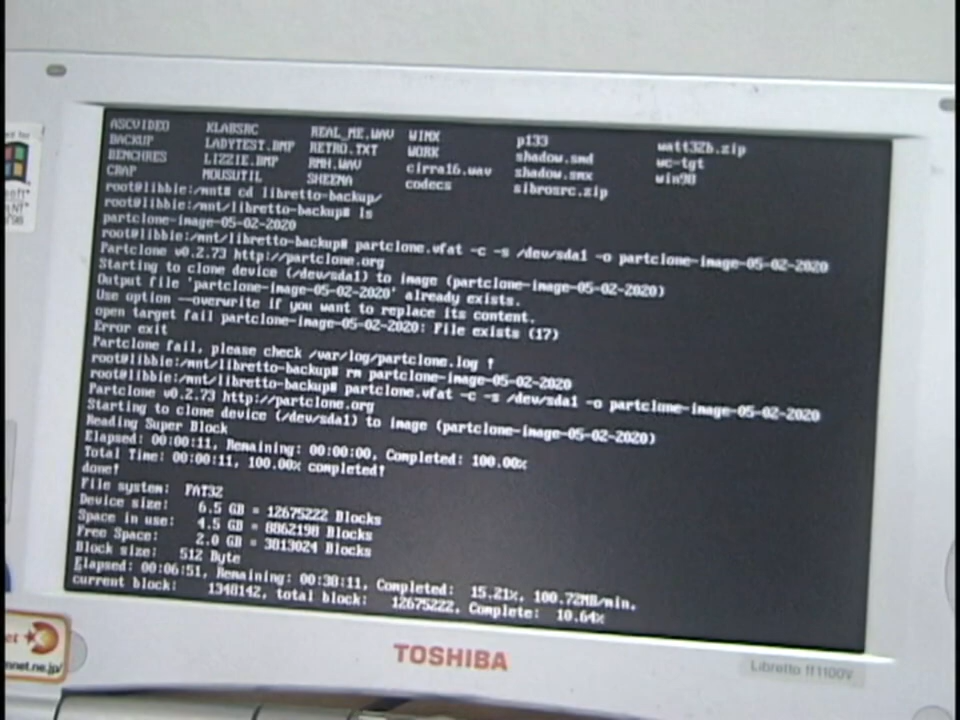 ASCVIDEO KLABSRC REAL_ME.WAV WINX p133 watt32b.zip
BACKUP LADYTEST.BMP RETRO.TXT WORK shadow.smd wc-tgt
BENCHRES LIZZIE.BMP RMH.WAV cirra16.wav shadow.smx win98
CRAP MOUSUTIL SHEEMA codecs sibrosrc.zip
root@libbie:/mnt# cd libretto-backup/
root@libbie:/mnt/libretto-backup# ls
partclone-image-05-02-2020
root@libbie:/mnt/libretto-backup# partclone.vfat -c -s /dev/sda1 -o partclone-image-05-02-2020
Partclone v0.2.73 http://partclone.org
Starting to clone device (/dev/sda1) to image (partclone-image-05-02-2020)
Output file 'partclone-image-05-02-2020' already exists.
Use option --overwrite if you want to replace its content.
open target fail partclone-image-05-02-2020: File exists (17)
Error exit
Partclone fail, please check /var/log/partclone.log !
root@libbie:/mnt/libretto-backup# rm partclone-image-05-02-2020
root@libbie:/mnt/libretto-backup# partclone.vfat -c -s /dev/sda1 -o partclone-image-05-02-2020
Partclone v0.2.73 http://partclone.org
Starting to clone device (/dev/sda1) to image (partclone-image-05-02-2020)
Reading Super Block
Elapsed: 00:00:11, Remaining: 00:00:00, Completed: 100.00%
Total Time: 00:00:11, 100.00% completed!
done!
File system: FAT32
Device size: 6.5 GB = 12675222 Blocks
Space in use: 4.5 GB = 8862198 Blocks
Free Space: 2.0 GB = 3813024 Blocks
Block size: 512 Byte
Elapsed: 00:06:51, Remaining: 00:38:11, Completed: 15.21%, 100.72MB/min,
current block: 1348142, total block: 12675222, Complete: 10.64%
TOSHIBA
Libretto ff1100V
nnet.ne.jp/